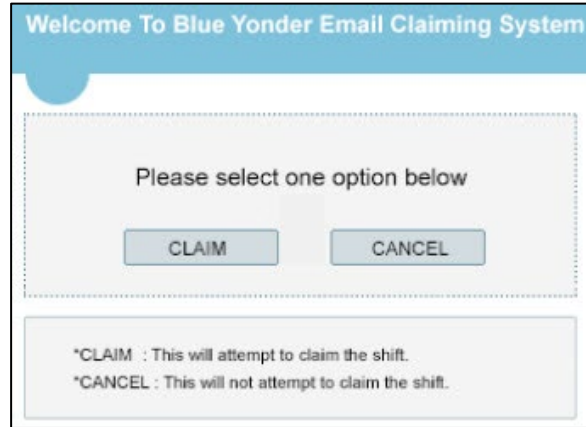 Welcome To Blue Yonder Email Claiming System
Please select one option below
CLAIM CANCEL
*CLAIM : This will attempt to claim the shift.
*CANCEL : This will not attempt to claim the shift.